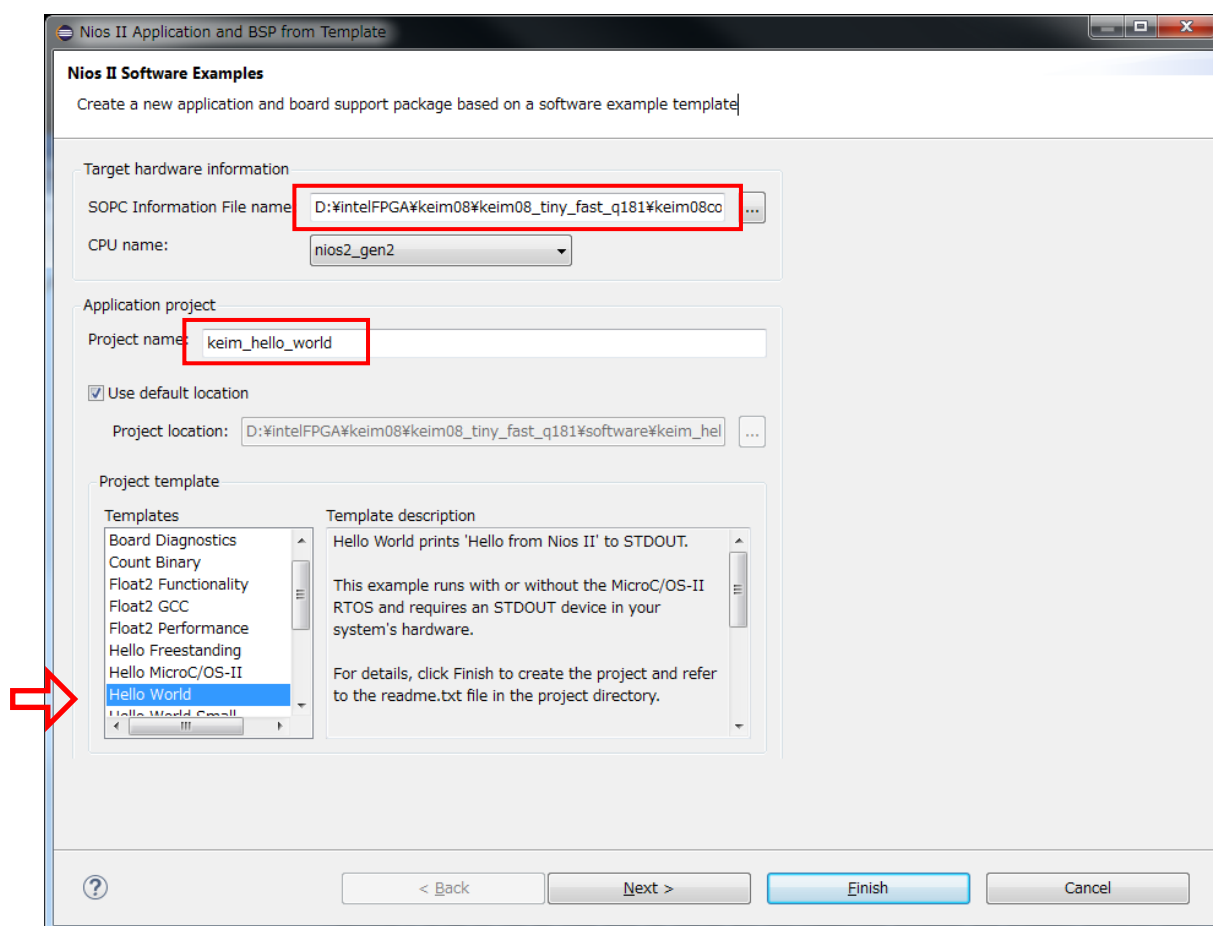 Nios II Application and BSP from Template
Nios II Software Examples
Create a new application and board support package based on a software example template
Target hardware information
SOPC Information File name
D:¥intelFPGA¥keim08¥keim08_tiny_fast_q181¥keim08co
...
CPU name:
nios2_gen2
Application project
Project name:
keim_hello_world
Use default location
Project location:
D:¥intelFPGA¥keim08¥keim08_tiny_fast_q181¥software¥keim_hel
...
Project template
Templates
Board Diagnostics
Count Binary
Float2 Functionality
Float2 GCC
Float2 Performance
Hello Freestanding
Hello MicroC/OS-II
Hello World
Hello World Small
Template description
Hello World prints 'Hello from Nios II' to STDOUT.
This example runs with or without the MicroC/OS-II
RTOS and requires an STDOUT device in your
system's hardware.
For details, click Finish to create the project and refer
to the readme.txt file in the project directory.
?
< Back
Next >
Finish
Cancel